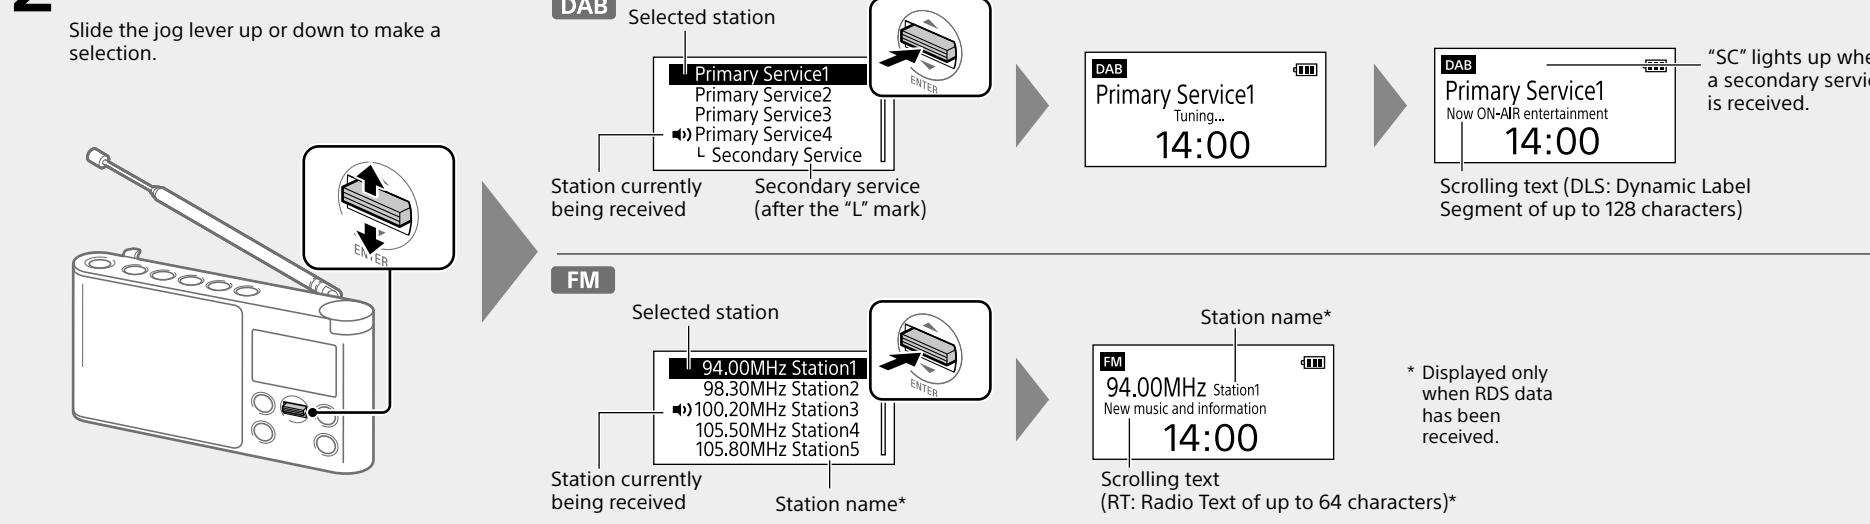 2
Slide the jog lever up or down to make a
selection.
ENTER
DAB
Selected station
Primary Service1
Primary Service2
Primary Service3
Primary Service4
└ Secondary Service
ENTER
Station currently
being received
Secondary service
(after the “L” mark)
DAB
Primary Service1
Tuning...
14:00
DAB
Primary Service1
Now ON-AIR entertainment
14:00
“SC” lights up whe
a secondary servic
is received.
Scrolling text (DLS: Dynamic Label
Segment of up to 128 characters)
FM
Selected station
94.00MHz Station1
98.30MHz Station2
100.20MHz Station3
105.50MHz Station4
105.80MHz Station5
ENTER
Station currently
being received
Station name*
Station name*
FM
94.00MHz Station1
New music and information
14:00
Scrolling text
(RT: Radio Text of up to 64 characters)*
* Displayed only
when RDS data
has been
received.